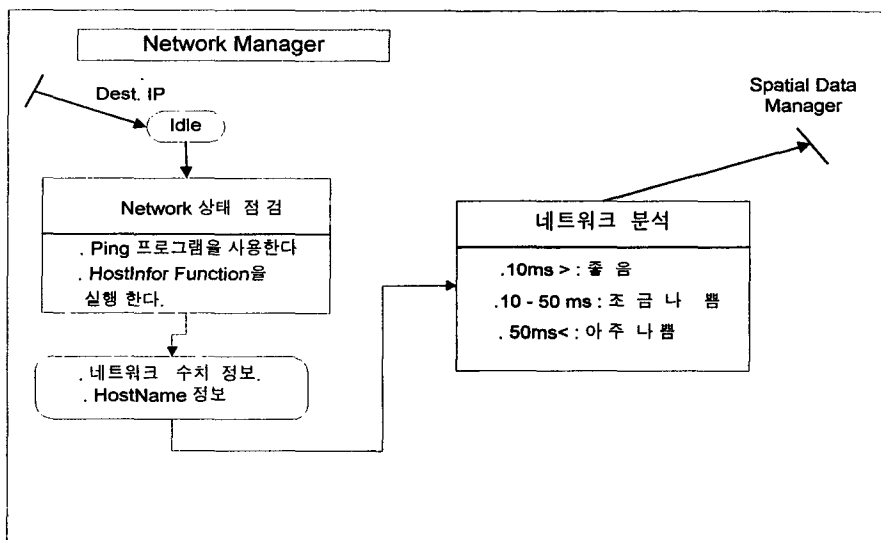 Network Manager
Dest. IP
Idle
Network 상태 점검
. Ping 프로그램을 사용한다
. HostInfor Function을
실행 한다.
. 네트워크 수치 정보.
. HostName 정보
네트워크 분석
.10ms > : 좋 음
.10 - 50 ms : 조 금 나 쁨
. 50ms< : 아주 나쁨
Spatial Data
Manager